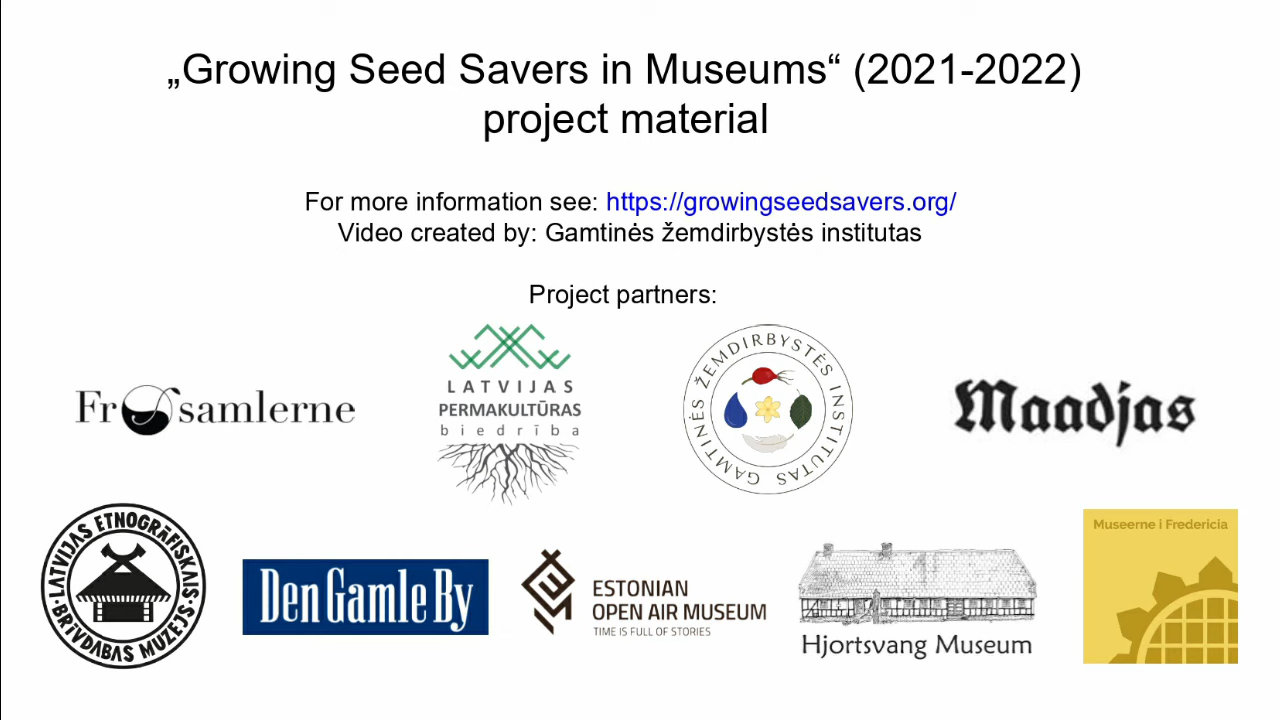 „Growing Seed Savers in Museums“ (2021-2022)
project material
For more information see: https://growingseedsavers.org/
Video created by: Gamtinės žemdirbystės institutas
Project partners:
Frøsamlerne
LATVIJAS
PERMAKULTŪRAS
biedrība
GAMTINĖS ŽEMDIRBYSTĖS INSTITUTAS
Maadjas
LATVIJAS ETNOGRĀFISKAIS
BRĪVDABAS MUZEJS
Den Gamle By
ESTONIAN
OPEN AIR MUSEUM
TIME IS FULL OF STORIES
Hjortsvang Museum
Museerne i Fredericia